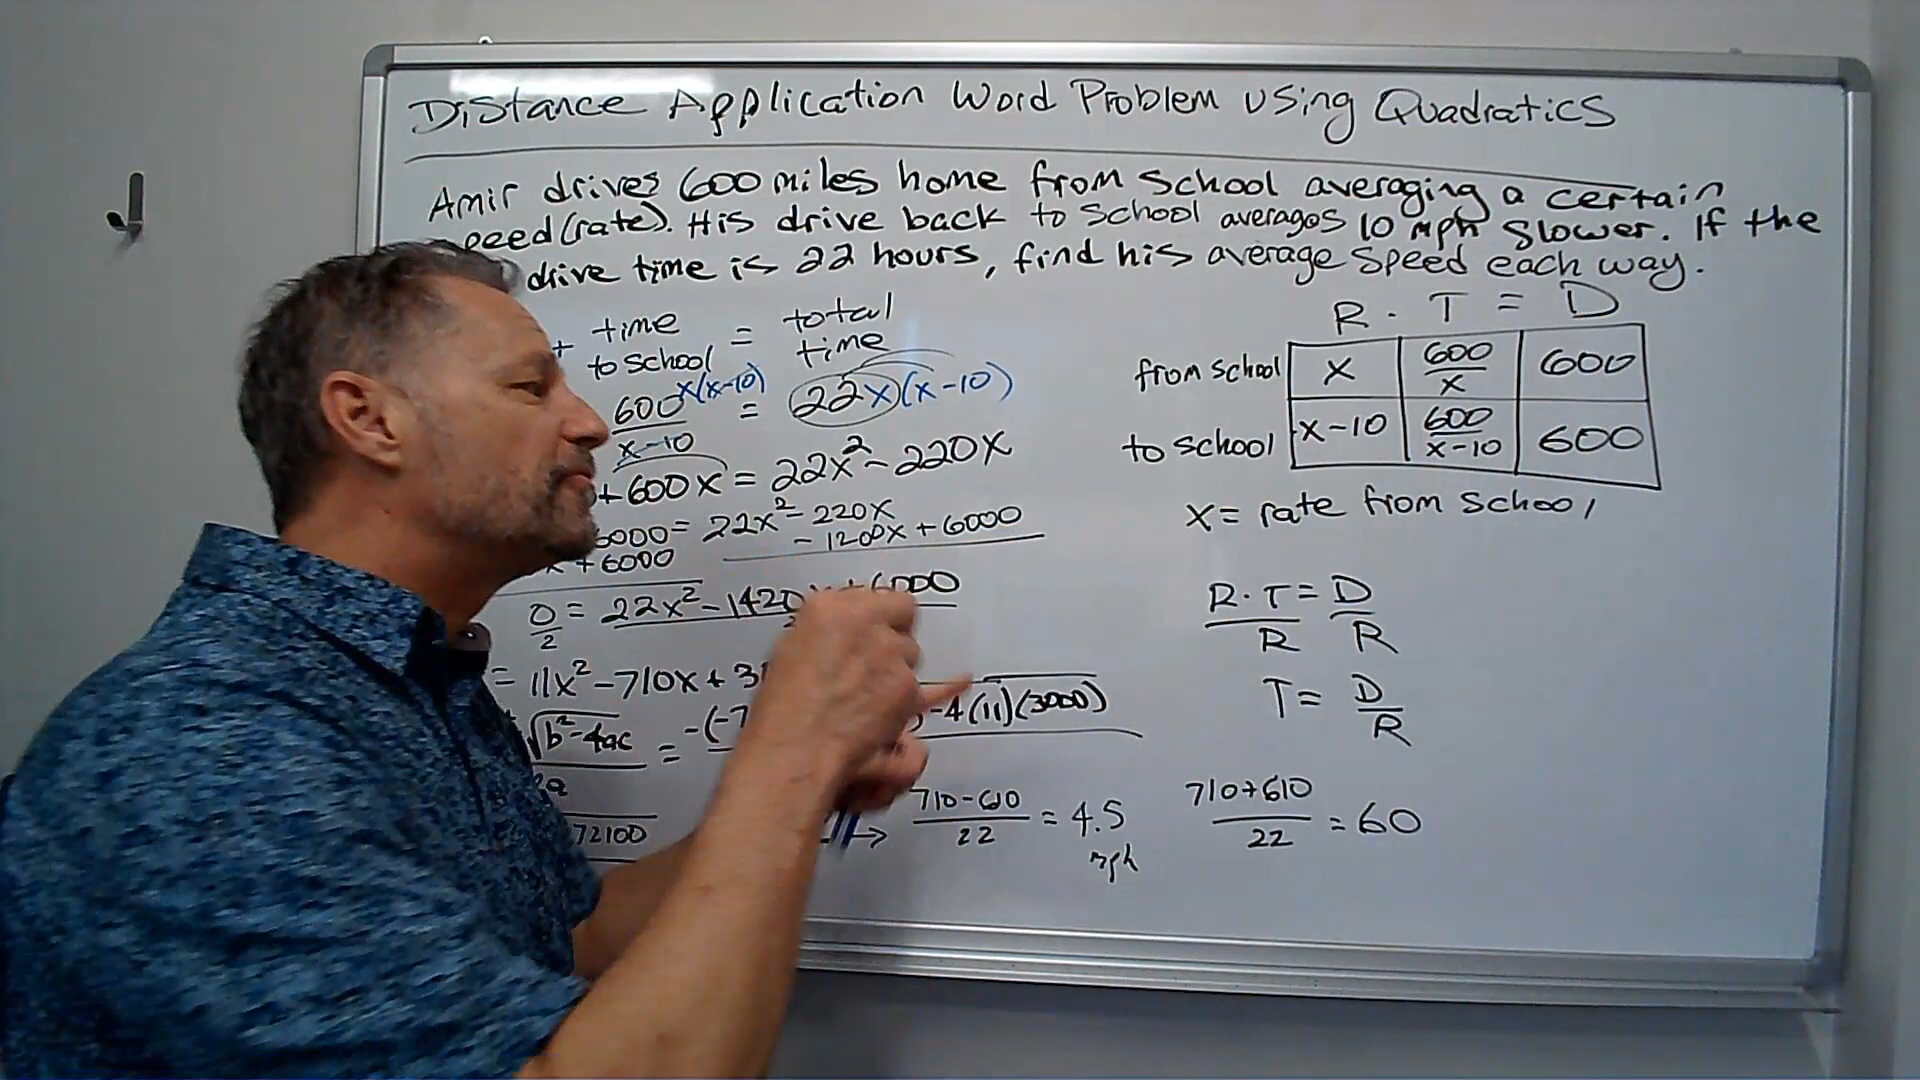 Distance Application Word Problem using Quadratics
Amir drives 600 miles home from school averaging a certain
peed (rate). His drive back to school averages 10 mph slower. If the
drive time is 22 hours, find his average speed each way.
+ time to school = total time
600/x-10 x(x-10) = 22x(x-10)
+600x = 22x²-220x
6000 = 22x²-220x
x +6000 -1200x+6000
0/2 = 22x²-1420x+6000
= 11x²-710x+3
√b²-4ac = -(-7 -4(11)(3000)
72100
→ 710-610/22 = 4.5 mph
710+610/22 = 60
R · T = D
from school x 600/x 600
to school x-10 600/x-10 600
x = rate from school
R·T/R = D/R
T = D/R